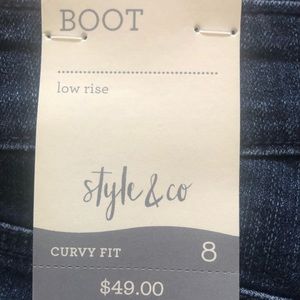 BOOT
low rise
style & co
CURVY FIT 8
$49.00